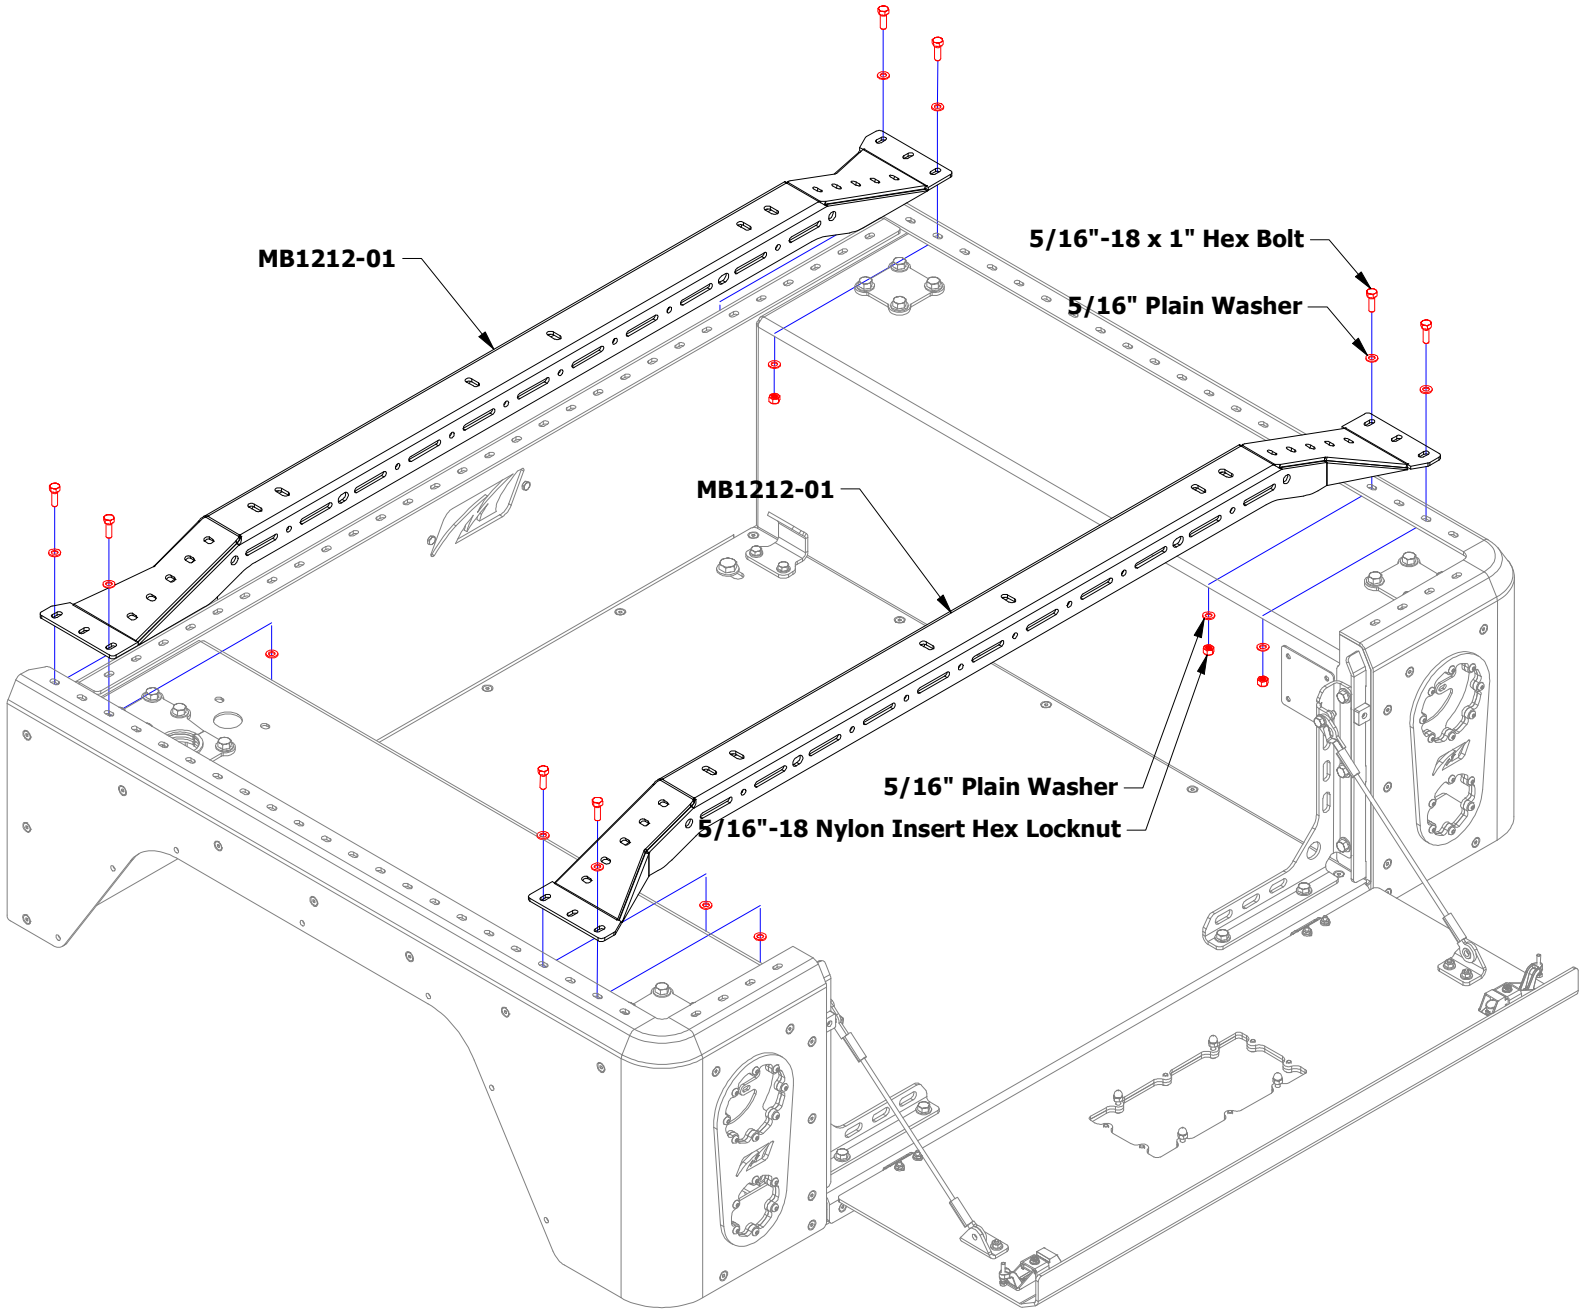 5/16"-18 x 1" Hex Bolt
MB1212-01
5/16" Plain Washer
MB1212-01
5/16" Plain Washer
5/16"-18 Nylon Insert Hex Locknut